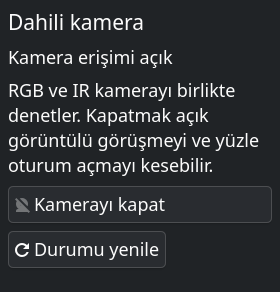 Dahili kamera
Kamera erişimi açık
RGB ve IR kamerayı birlikte
denetler. Kapatmak açık
görüntülü görüşmeyi ve yüzle
oturum açmayı kesebilir.
Kamerayı kapat
Durumu yenile